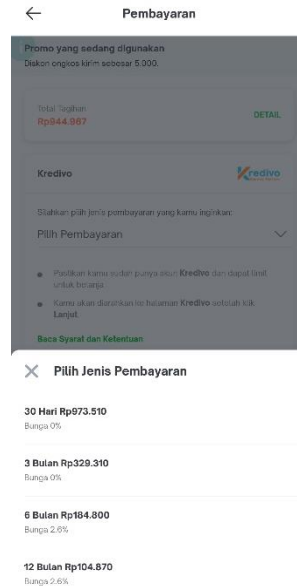 Pembayaran
Promo yang sedang digunakan
Diskon ongkos kirim sebesar 5.000.
Total Tagihan
Rp944.967
DETAIL
Kredivo
Kredivo
Silahkan pilih jenis pembayaran yang kamu inginkan:
Pilih Pembayaran
Pastikan kamu sudah punya akun Kredivo dan dapat limit
untuk belanja
Kamu akan diarahkan ke halaman Kredivo setelah klik
Lanjut
Baca Syarat dan Ketentuan
Pilih Jenis Pembayaran
30 Hari Rp973.510
Bunga 0%
3 Bulan Rp329.310
Bunga 0%
6 Bulan Rp184.800
Bunga 2.6%
12 Bulan Rp104.870
Bunga 2.6%